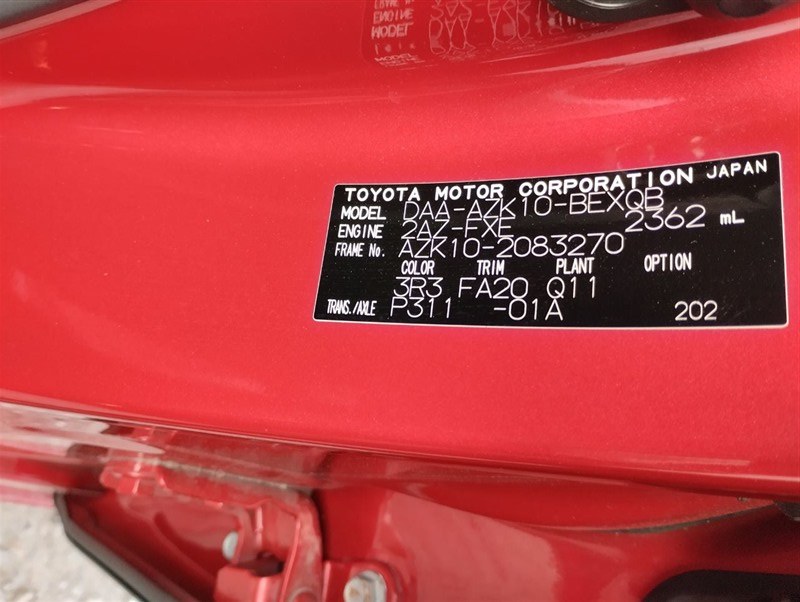 TOYOTA MOTOR CORPORATION JAPAN
MODEL DAA-AZK10-BEXQB
ENGINE 2AZ-FXE 2362 mL
FRAME No. AZK10-2083270
COLOR TRIM PLANT OPTION
3R3 FA20 Q11
TRANS./AXLE P311 -01A 202